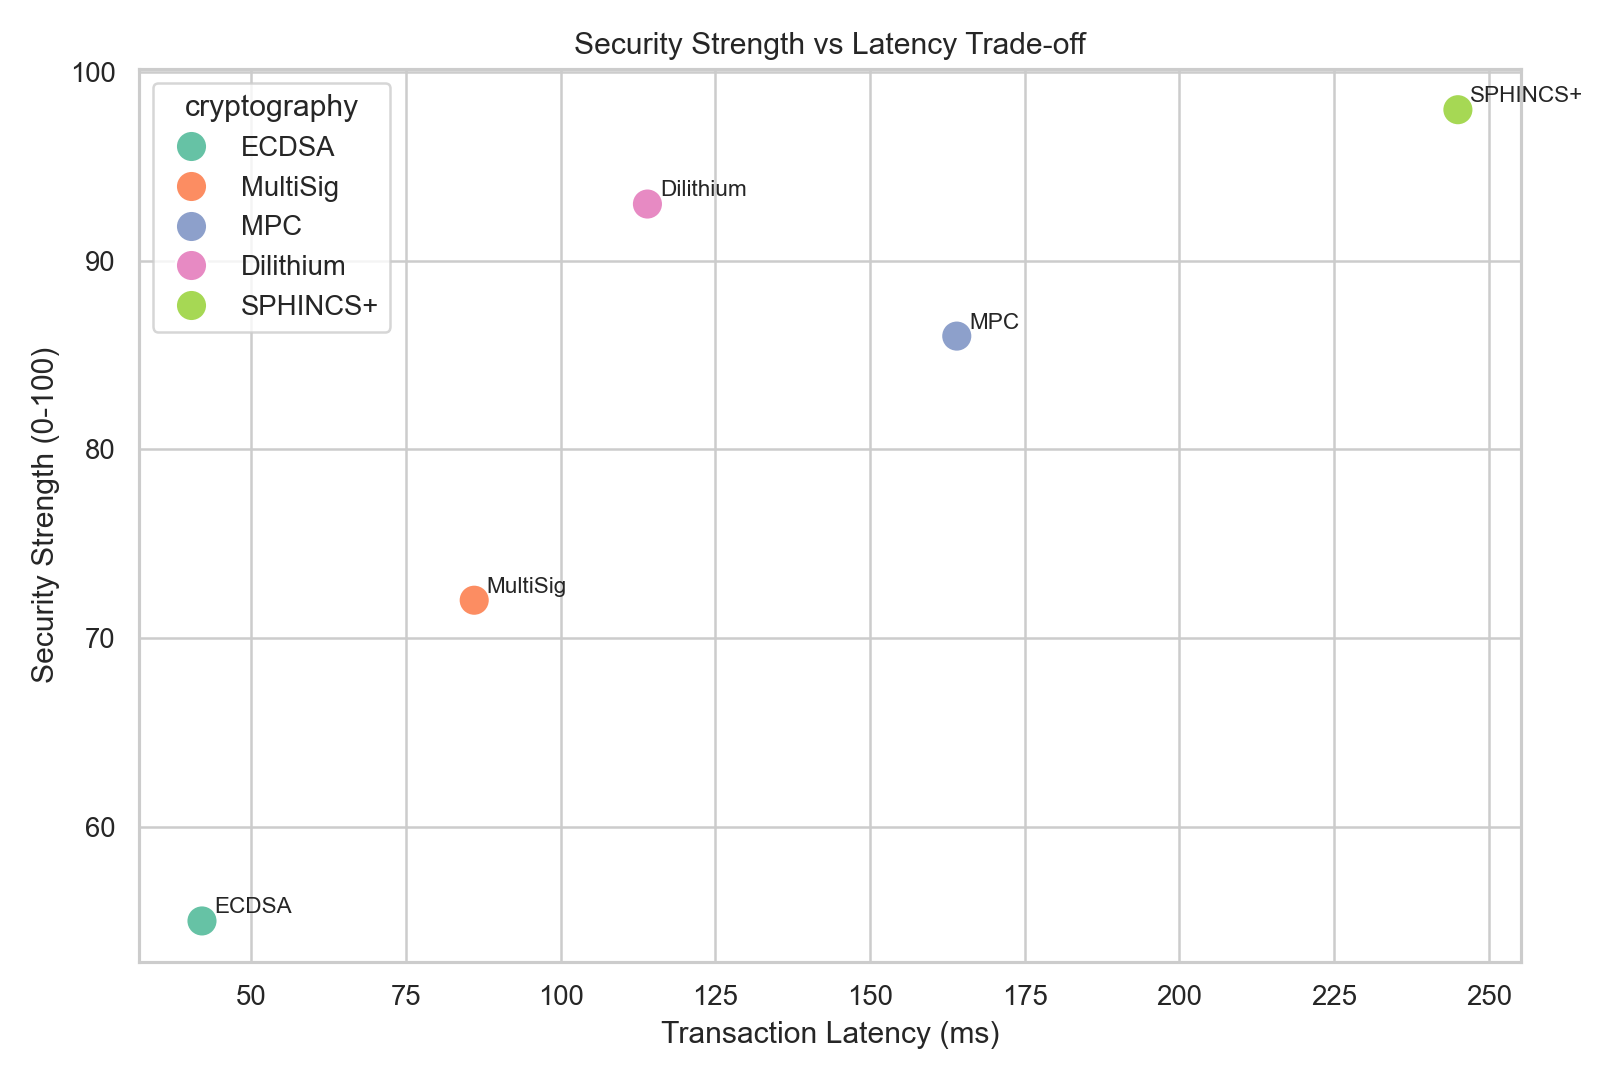 Security Strength vs Latency Trade-off
cryptography
ECDSA
MultiSig
MPC
Dilithium
SPHINCS+
SPHINCS+
Dilithium
MPC
MultiSig
ECDSA
Security Strength (0-100)
100
90
80
70
60
50 75 100 125 150 175 200 225 250
Transaction Latency (ms)